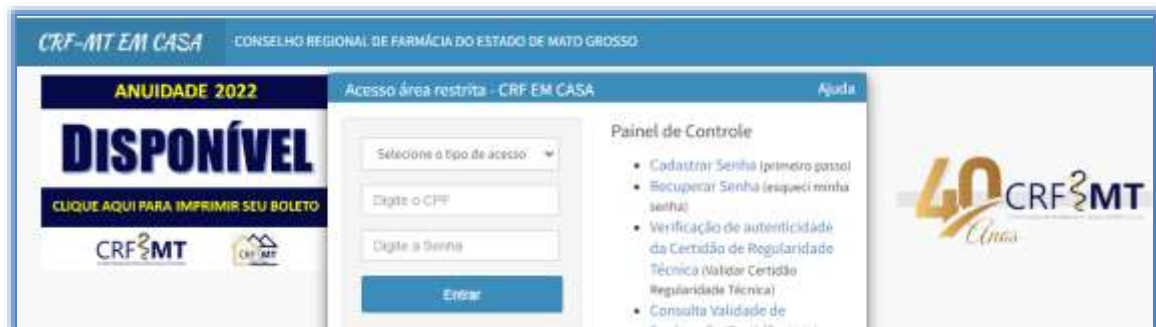 CRF-MT EM CASA
CONSELHO REGIONAL DE FARMÁCIA DO ESTADO DE MATO GROSSO
ANUIDADE 2022
DISPONÍVEL
CLIQUE AQUI PARA IMPRIMIR SEU BOLETO
CRF MT
CRF MT
Acesso área restrita - CRF EM CASA
Ajuda
Selecione o tipo de acesso
Digite o CPF
Digite a Senha
Entrar
Painel de Controle
Cadastrar Senha (primeiro passo)
Recuperar Senha (esqueci minha
senha)
Verificação de autenticidade
da Certidão de Regularidade
Técnica (Validar Certidão
Regularidade Técnica)
Consulta Validade de
40 CRF MT
Anos